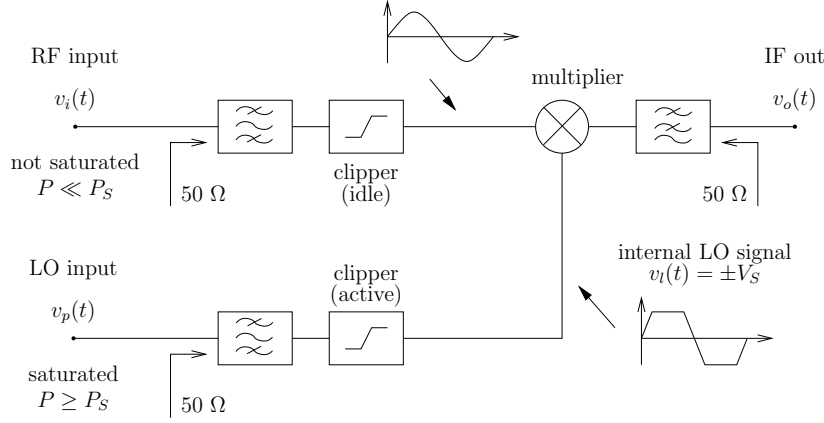 RF input
v_i(t)
not saturated
P ≪ P_S
50 Ω
clipper
(idle)
multiplier
IF out
v_o(t)
50 Ω
LO input
v_p(t)
saturated
P ≥ P_S
50 Ω
clipper
(active)
internal LO signal
v_l(t) = ±V_S